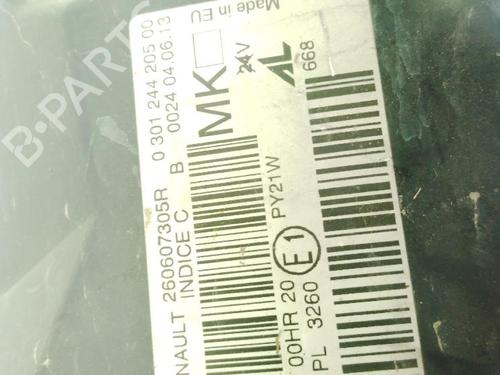 B-PARTS
Made in EU
0 301 244 205 00
0024 04.06.13
MK
24V
AL
668
NAULT 260607305R
INDICE C B
PY21W
00HR 20
E1
PL 3260